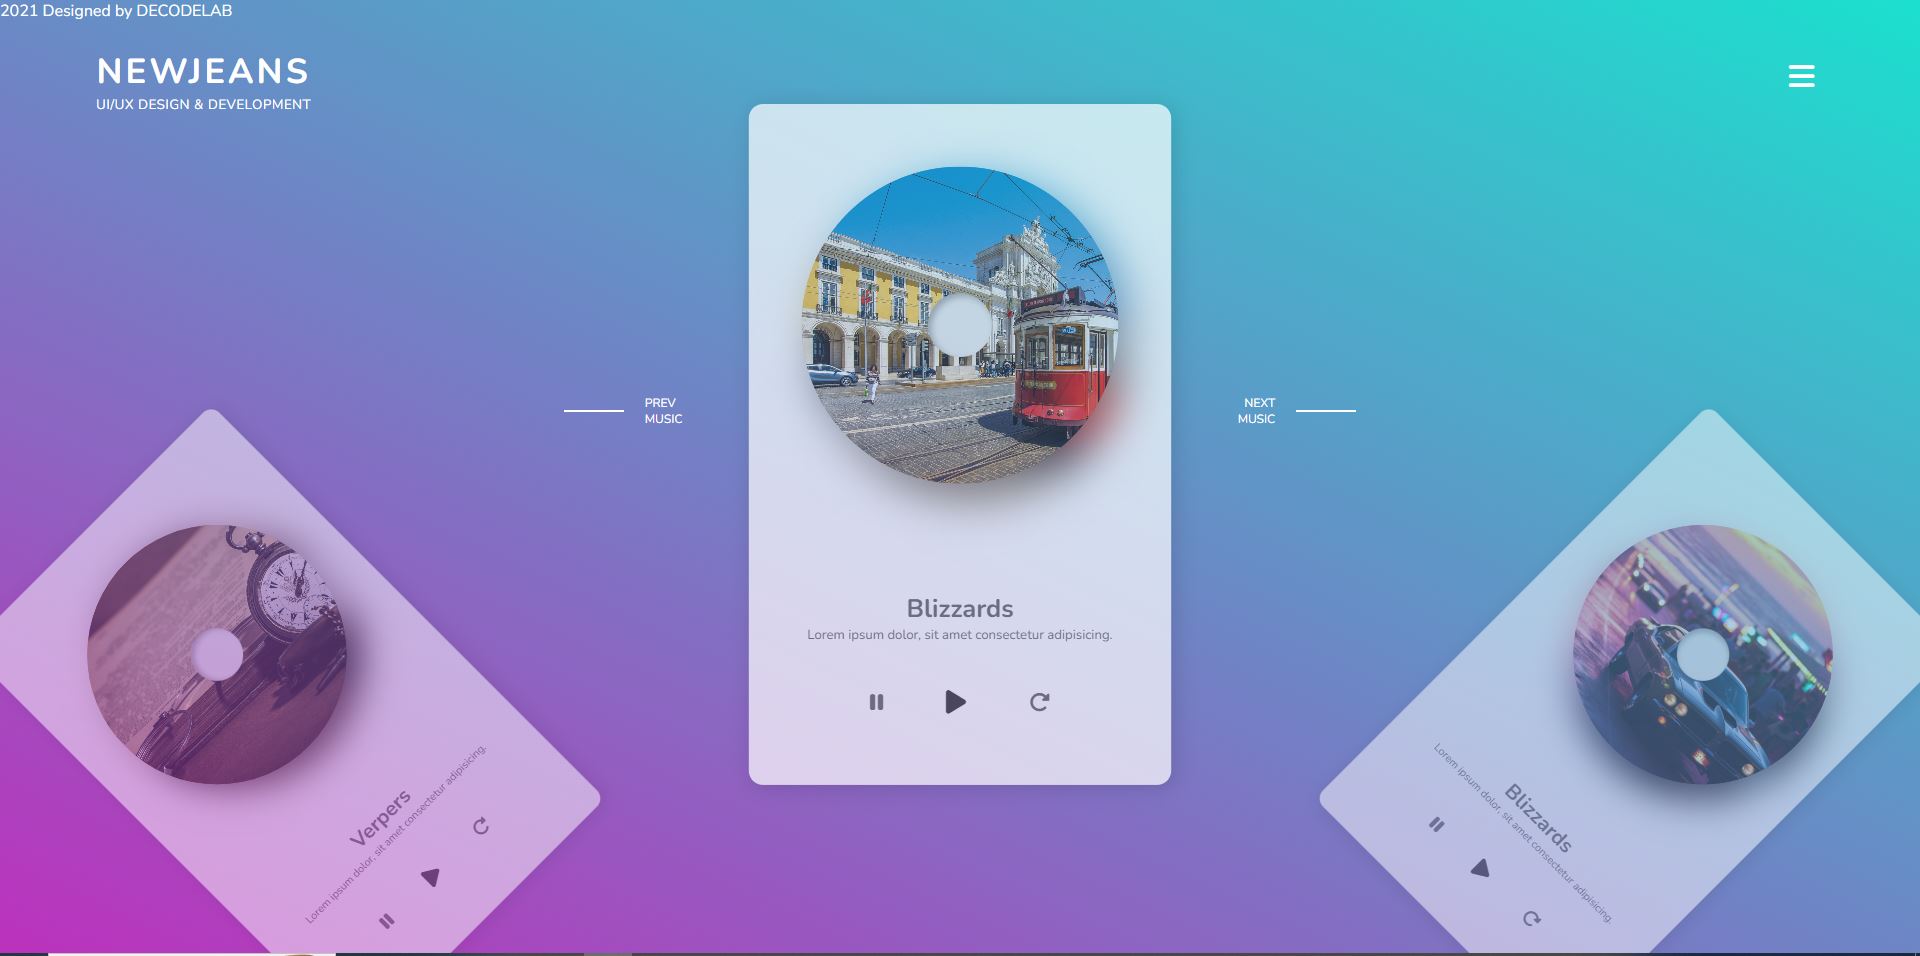 2021 Designed by DECODELAB
NEWJEANS
UI/UX DESIGN & DEVELOPMENT
PREV
MUSIC
NEXT
MUSIC
Blizzards
Lorem ipsum dolor, sit amet consectetur adipisicing.
Verpers
Lorem ipsum dolor, sit amet consectetur adipisicing.
Blizzards
Lorem ipsum dolor, sit amet consectetur adipisicing.